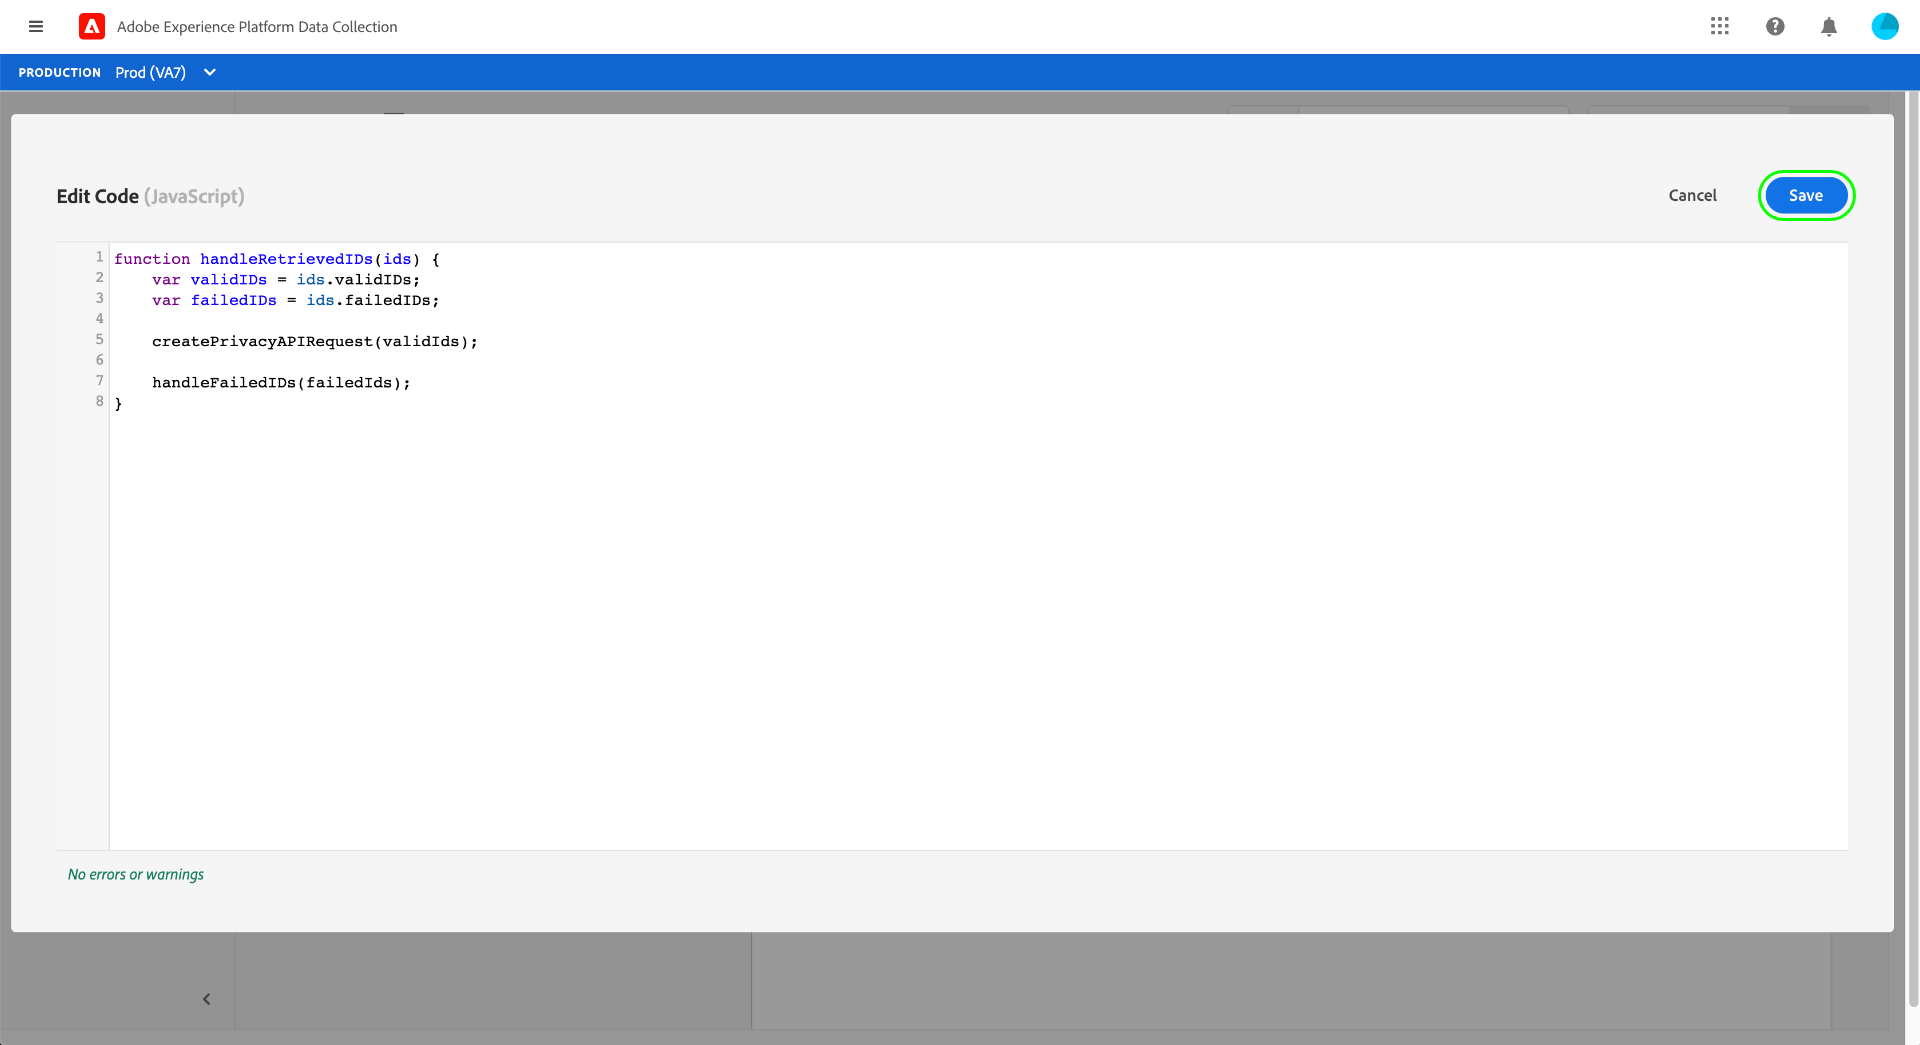 Adobe Experience Platform Data Collection
PRODUCTION Prod (VA7)
Edit Code (JavaScript)
Cancel
Save
1 function handleRetrievedIDs(ids) {
2     var validIDs = ids.validIDs;
3     var failedIDs = ids.failedIDs;
4
5     createPrivacyAPIRequest(validIds);
6
7     handleFailedIDs(failedIds);
8 }
No errors or warnings